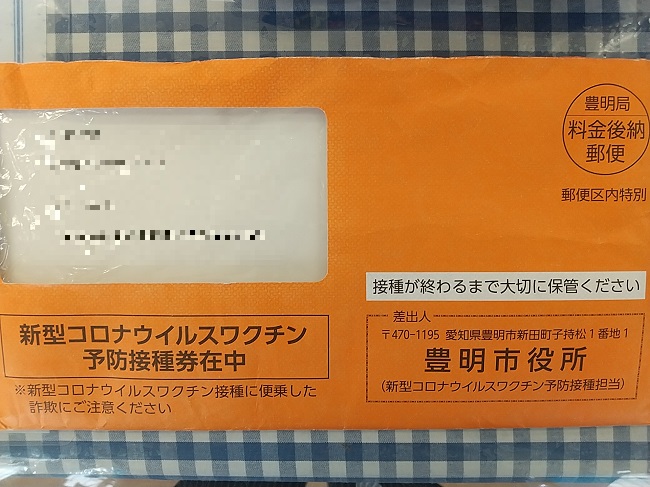 豊明局
料金後納
郵便
郵便区内特別
接種が終わるまで大切に保管ください
新型コロナウイルスワクチン
予防接種券在中
※新型コロナウイルスワクチン接種に便乗した
詐欺にご注意ください
差出人
〒470-1195 愛知県豊明市新田町子持松1番地1
豊明市役所
(新型コロナウイルスワクチン予防接種担当)